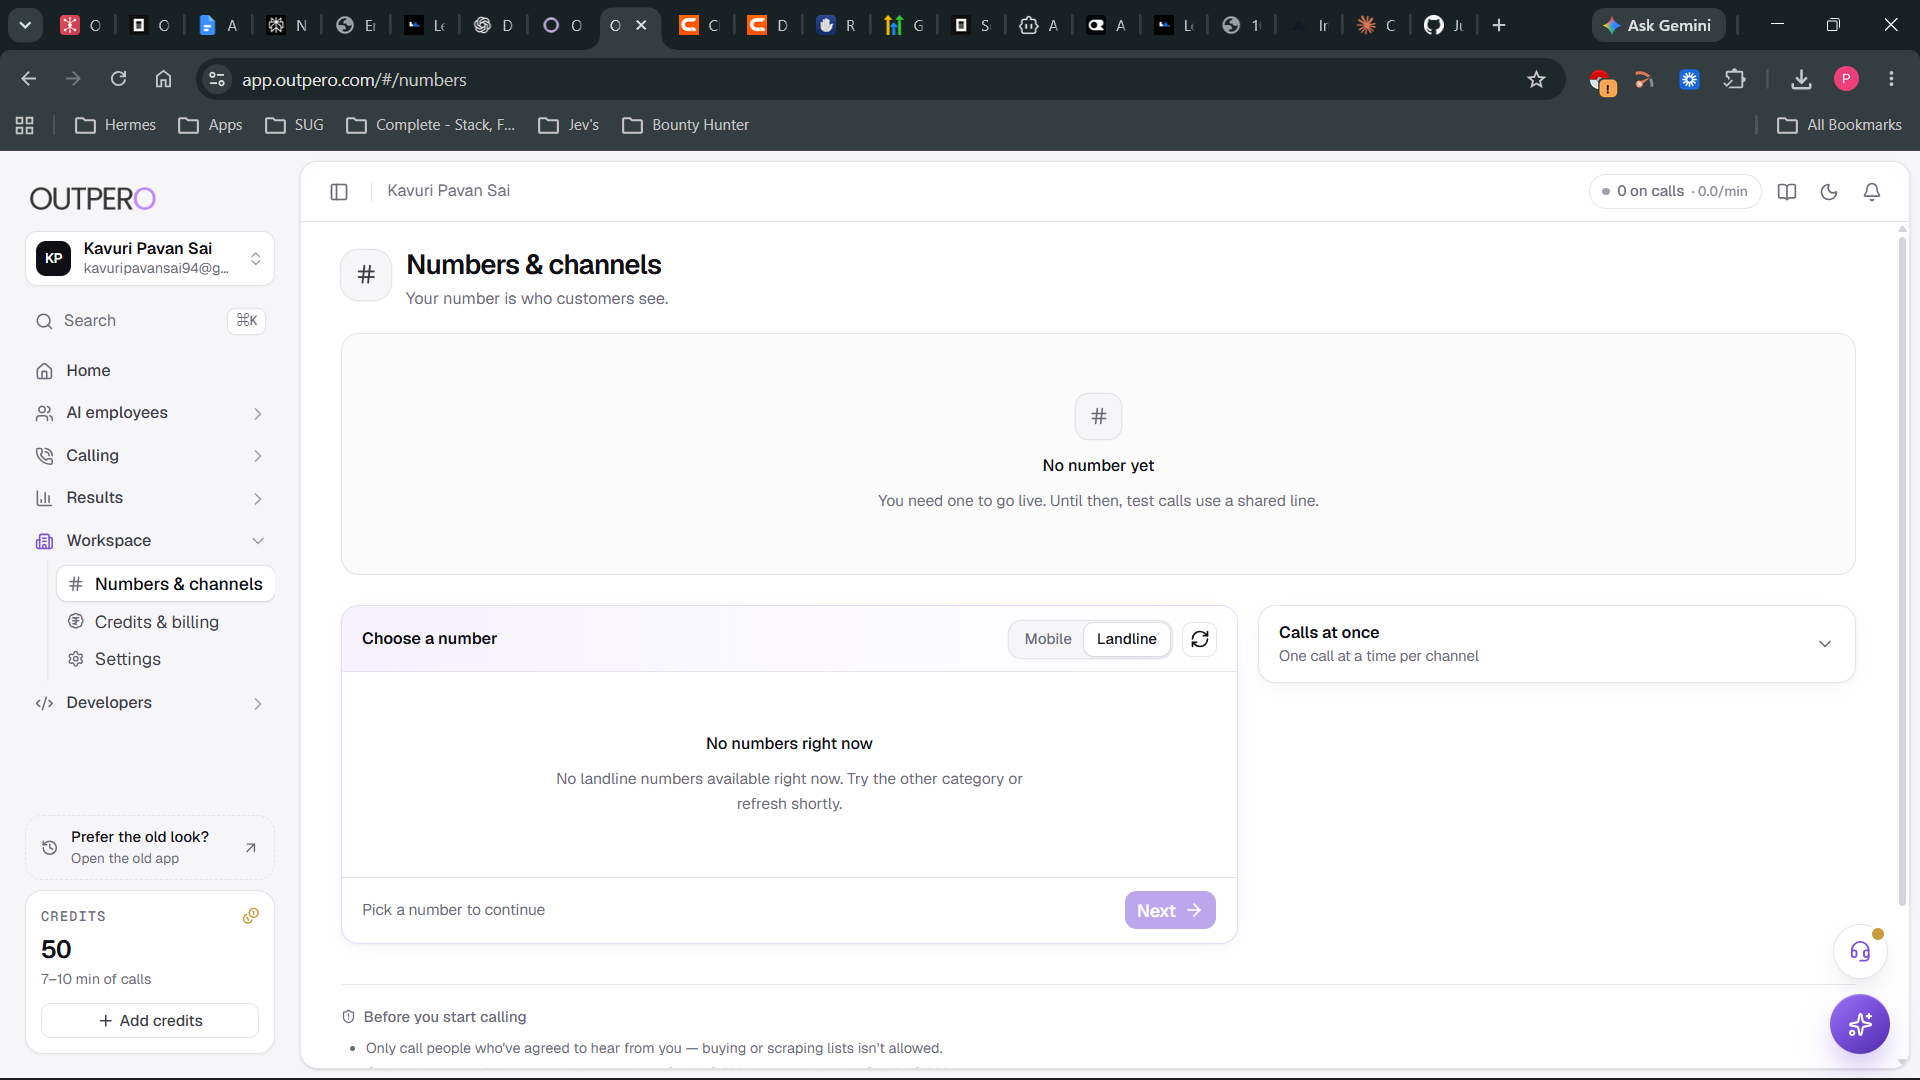 O
O
A
N
Er
Le
D
O
O
C
D
R
G
S
A
A
Le
1
Ir
C
Ju
Ask Gemini
app.outpero.com/#/numbers
P
Hermes
Apps
SUG
Complete - Stack, F...
Jev's
Bounty Hunter
All Bookmarks
OUTPERO
KP
Kavuri Pavan Sai
kavuripavansai94@g...
Search
⌘K
Home
AI employees
Calling
Results
Workspace
Numbers & channels
Credits & billing
Settings
Developers
Prefer the old look?
Open the old app
CREDITS
50
7–10 min of calls
+ Add credits
Kavuri Pavan Sai
0 on calls · 0.0/min
# Numbers & channels
Your number is who customers see.
#
No number yet
You need one to go live. Until then, test calls use a shared line.
Choose a number
Mobile
Landline
No numbers right now
No landline numbers available right now. Try the other category or
refresh shortly.
Pick a number to continue
Next →
Calls at once
One call at a time per channel
Before you start calling
• Only call people who've agreed to hear from you — buying or scraping lists isn't allowed.